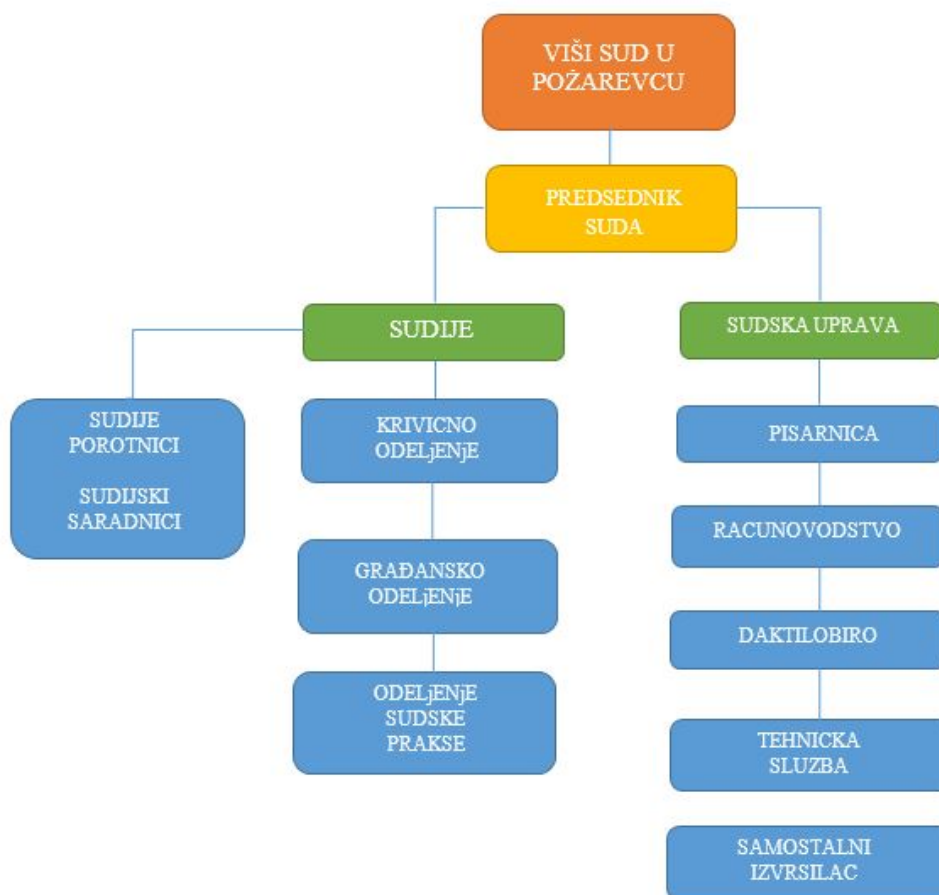 VIŠI SUD U
POŽAREVCU
PREDSEDNIK
SUDA
SUDIJE
SUDSKA UPRAVA
SUDIJE
POROTNICI
SUDIJSKI
SARADNICI
KRIVICNO
ODELjENjE
GRAĐANSKO
ODELjENjE
ODELjENjE
SUDSKE
PRAKSE
PISARNICA
RACUNOVODSTVO
DAKTILOBIRO
TEHNICKA
SLUZBA
SAMOSTALNI
IZVRSILAC